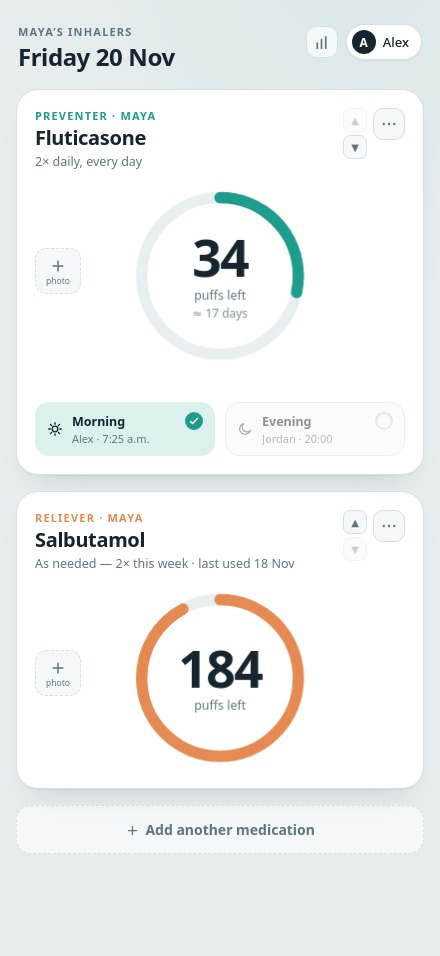 MAYA'S INHALERS
Friday 20 Nov
A Alex
PREVENTER · MAYA
Fluticasone
2× daily, every day
▲
▼
···
+
photo
34
puffs left
≈ 17 days
Morning
Alex · 7:25 a.m.
Evening
Jordan · 20:00
RELIEVER · MAYA
Salbutamol
As needed — 2× this week · last used 18 Nov
▲
▼
···
+
photo
184
puffs left
+ Add another medication